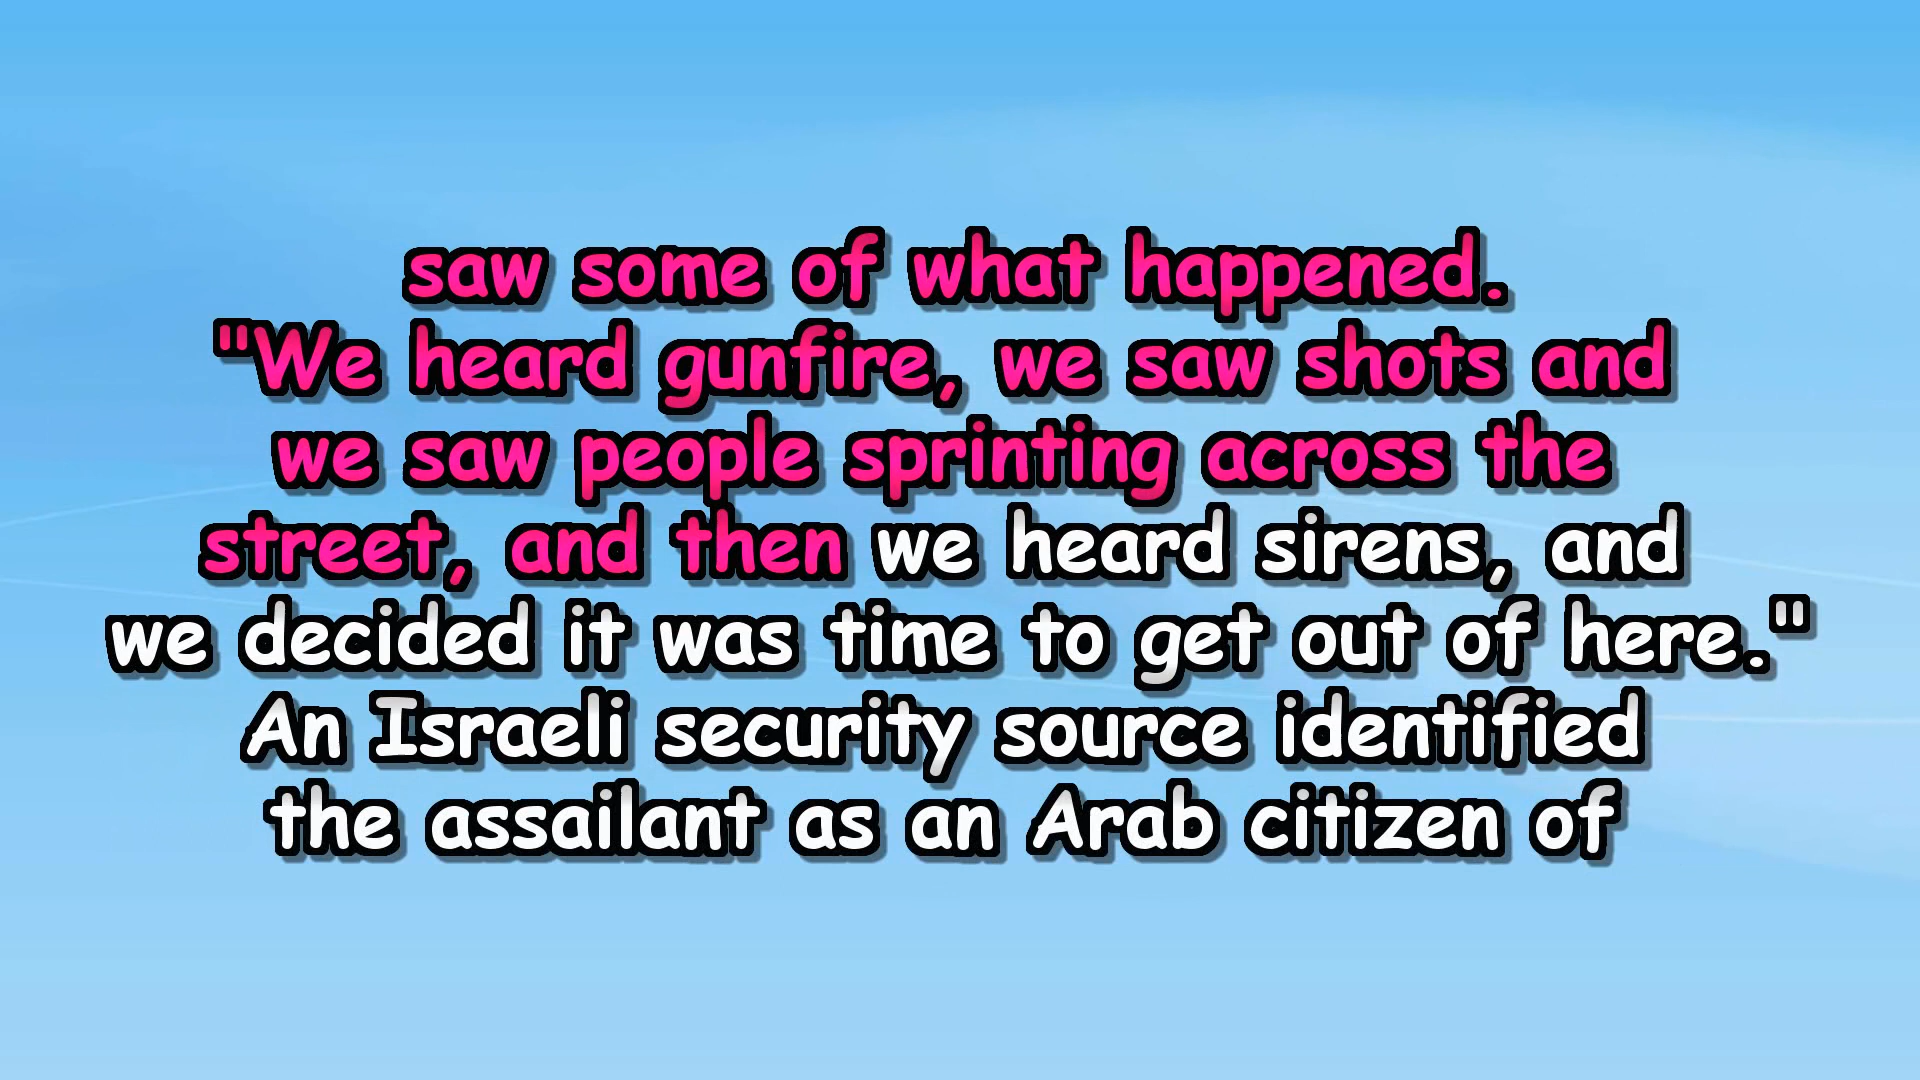 saw some of what happened.
"We heard gunfire, we saw shots and
we saw people sprinting across the
street, and then we heard sirens, and
we decided it was time to get out of here."
An Israeli security source identified
the assailant as an Arab citizen of